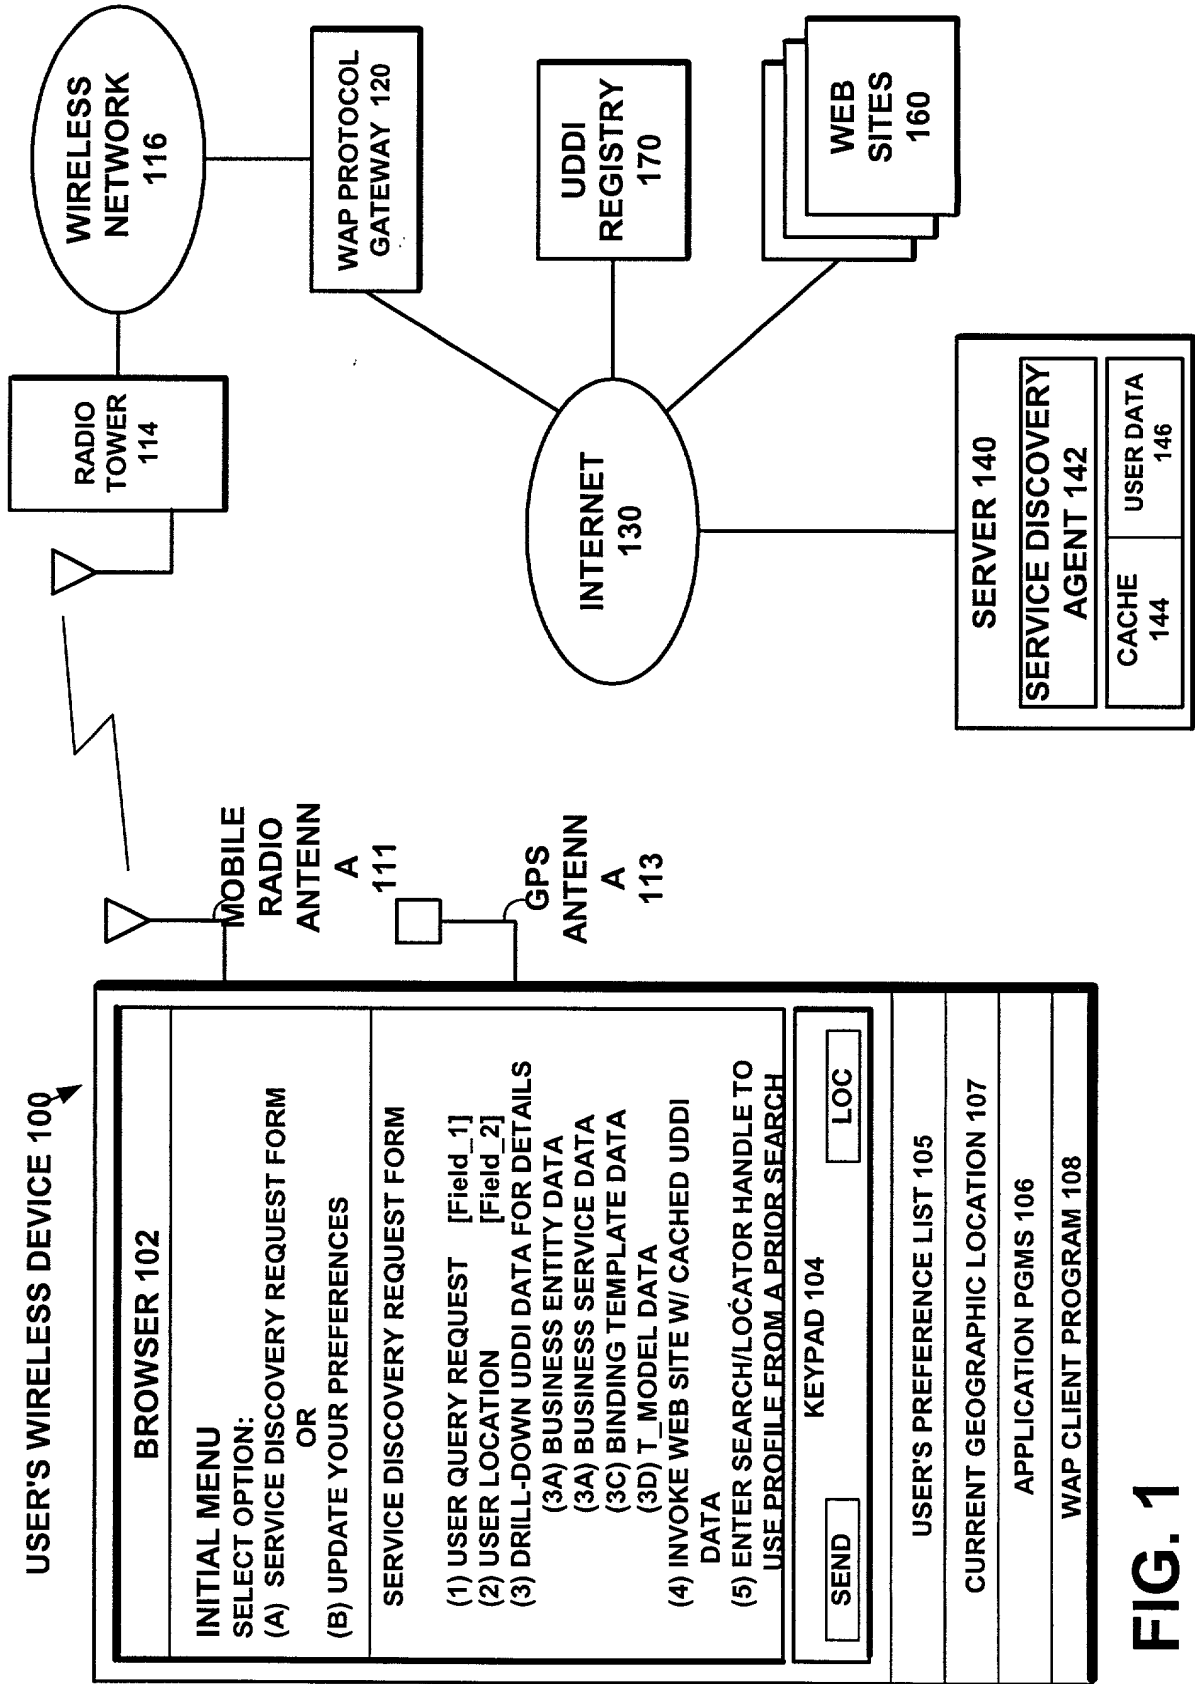 USER'S WIRELESS DEVICE 100
BROWSER 102
INITIAL MENU
SELECT OPTION:
(A) SERVICE DISCOVERY REQUEST FORM
OR
(B) UPDATE YOUR PREFERENCES
SERVICE DISCOVERY REQUEST FORM
(1) USER QUERY REQUEST [Field_1]
(2) USER LOCATION [Field_2]
(3) DRILL-DOWN UDDI DATA FOR DETAILS
(3A) BUSINESS ENTITY DATA
(3A) BUSINESS SERVICE DATA
(3C) BINDING TEMPLATE DATA
(3D) T_MODEL DATA
(4) INVOKE WEB SITE W/ CACHED UDDI
DATA
(5) ENTER SEARCH/LOCATOR HANDLE TO
USE PROFILE FROM A PRIOR SEARCH
KEYPAD 104
SEND
LOC
USER'S PREFERENCE LIST 105
CURRENT GEOGRAPHIC LOCATION 107
APPLICATION PGMS 106
WAP CLIENT PROGRAM 108
MOBILE
RADIO
ANTENN
A
111
GPS
ANTENN
A
113
RADIO
TOWER
114
WIRELESS
NETWORK
116
WAP PROTOCOL
GATEWAY 120
INTERNET
130
UDDI
REGISTRY
170
WEB
SITES
160
SERVER 140
SERVICE DISCOVERY
AGENT 142
CACHE
144
USER DATA
146
FIG. 1